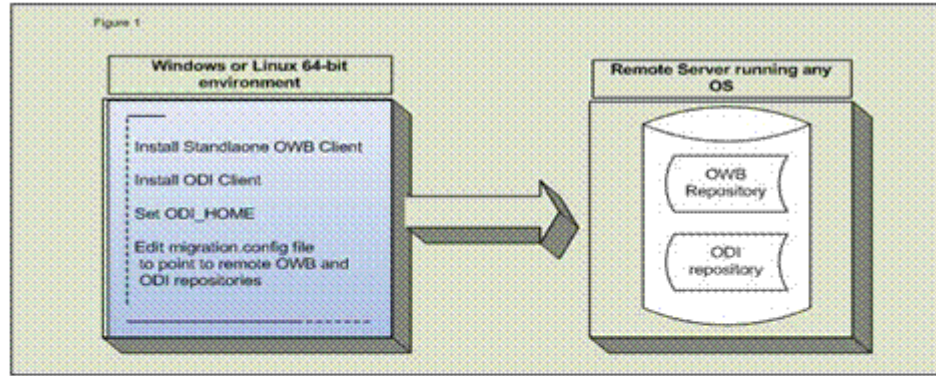 Figure 1
Windows or Linux 64-bit
environment
Install Standlaone OWB Client
Install ODI Client
Set ODI_HOME
Edit migration.config file
to point to remote OWB and
ODI repositories
Remote Server running any
OS
OWB
Repository
ODI
repository